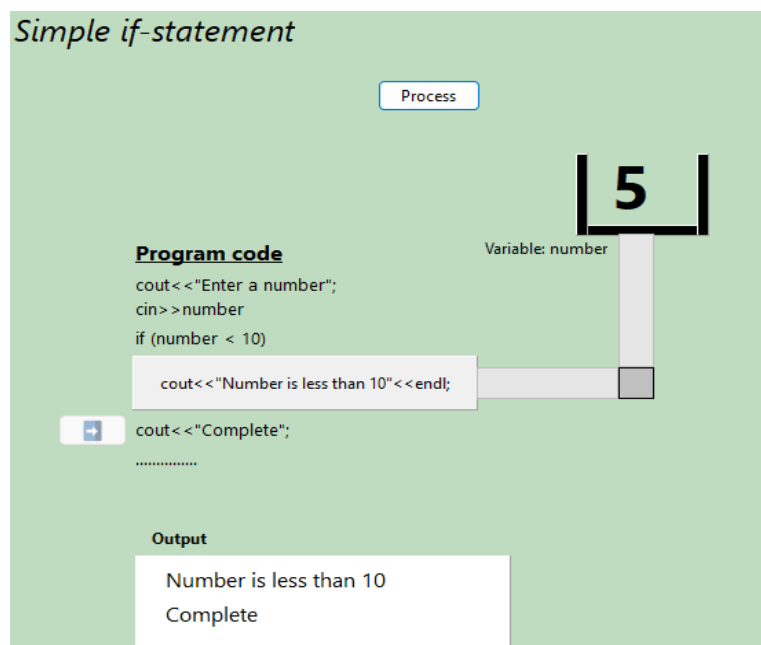 Simple if-statement
Process
5
Variable: number
Program code
cout<<"Enter a number";
cin>>number
if (number < 10)
cout<<"Number is less than 10"<<endl;
cout<<"Complete";
...............
Output
Number is less than 10
Complete